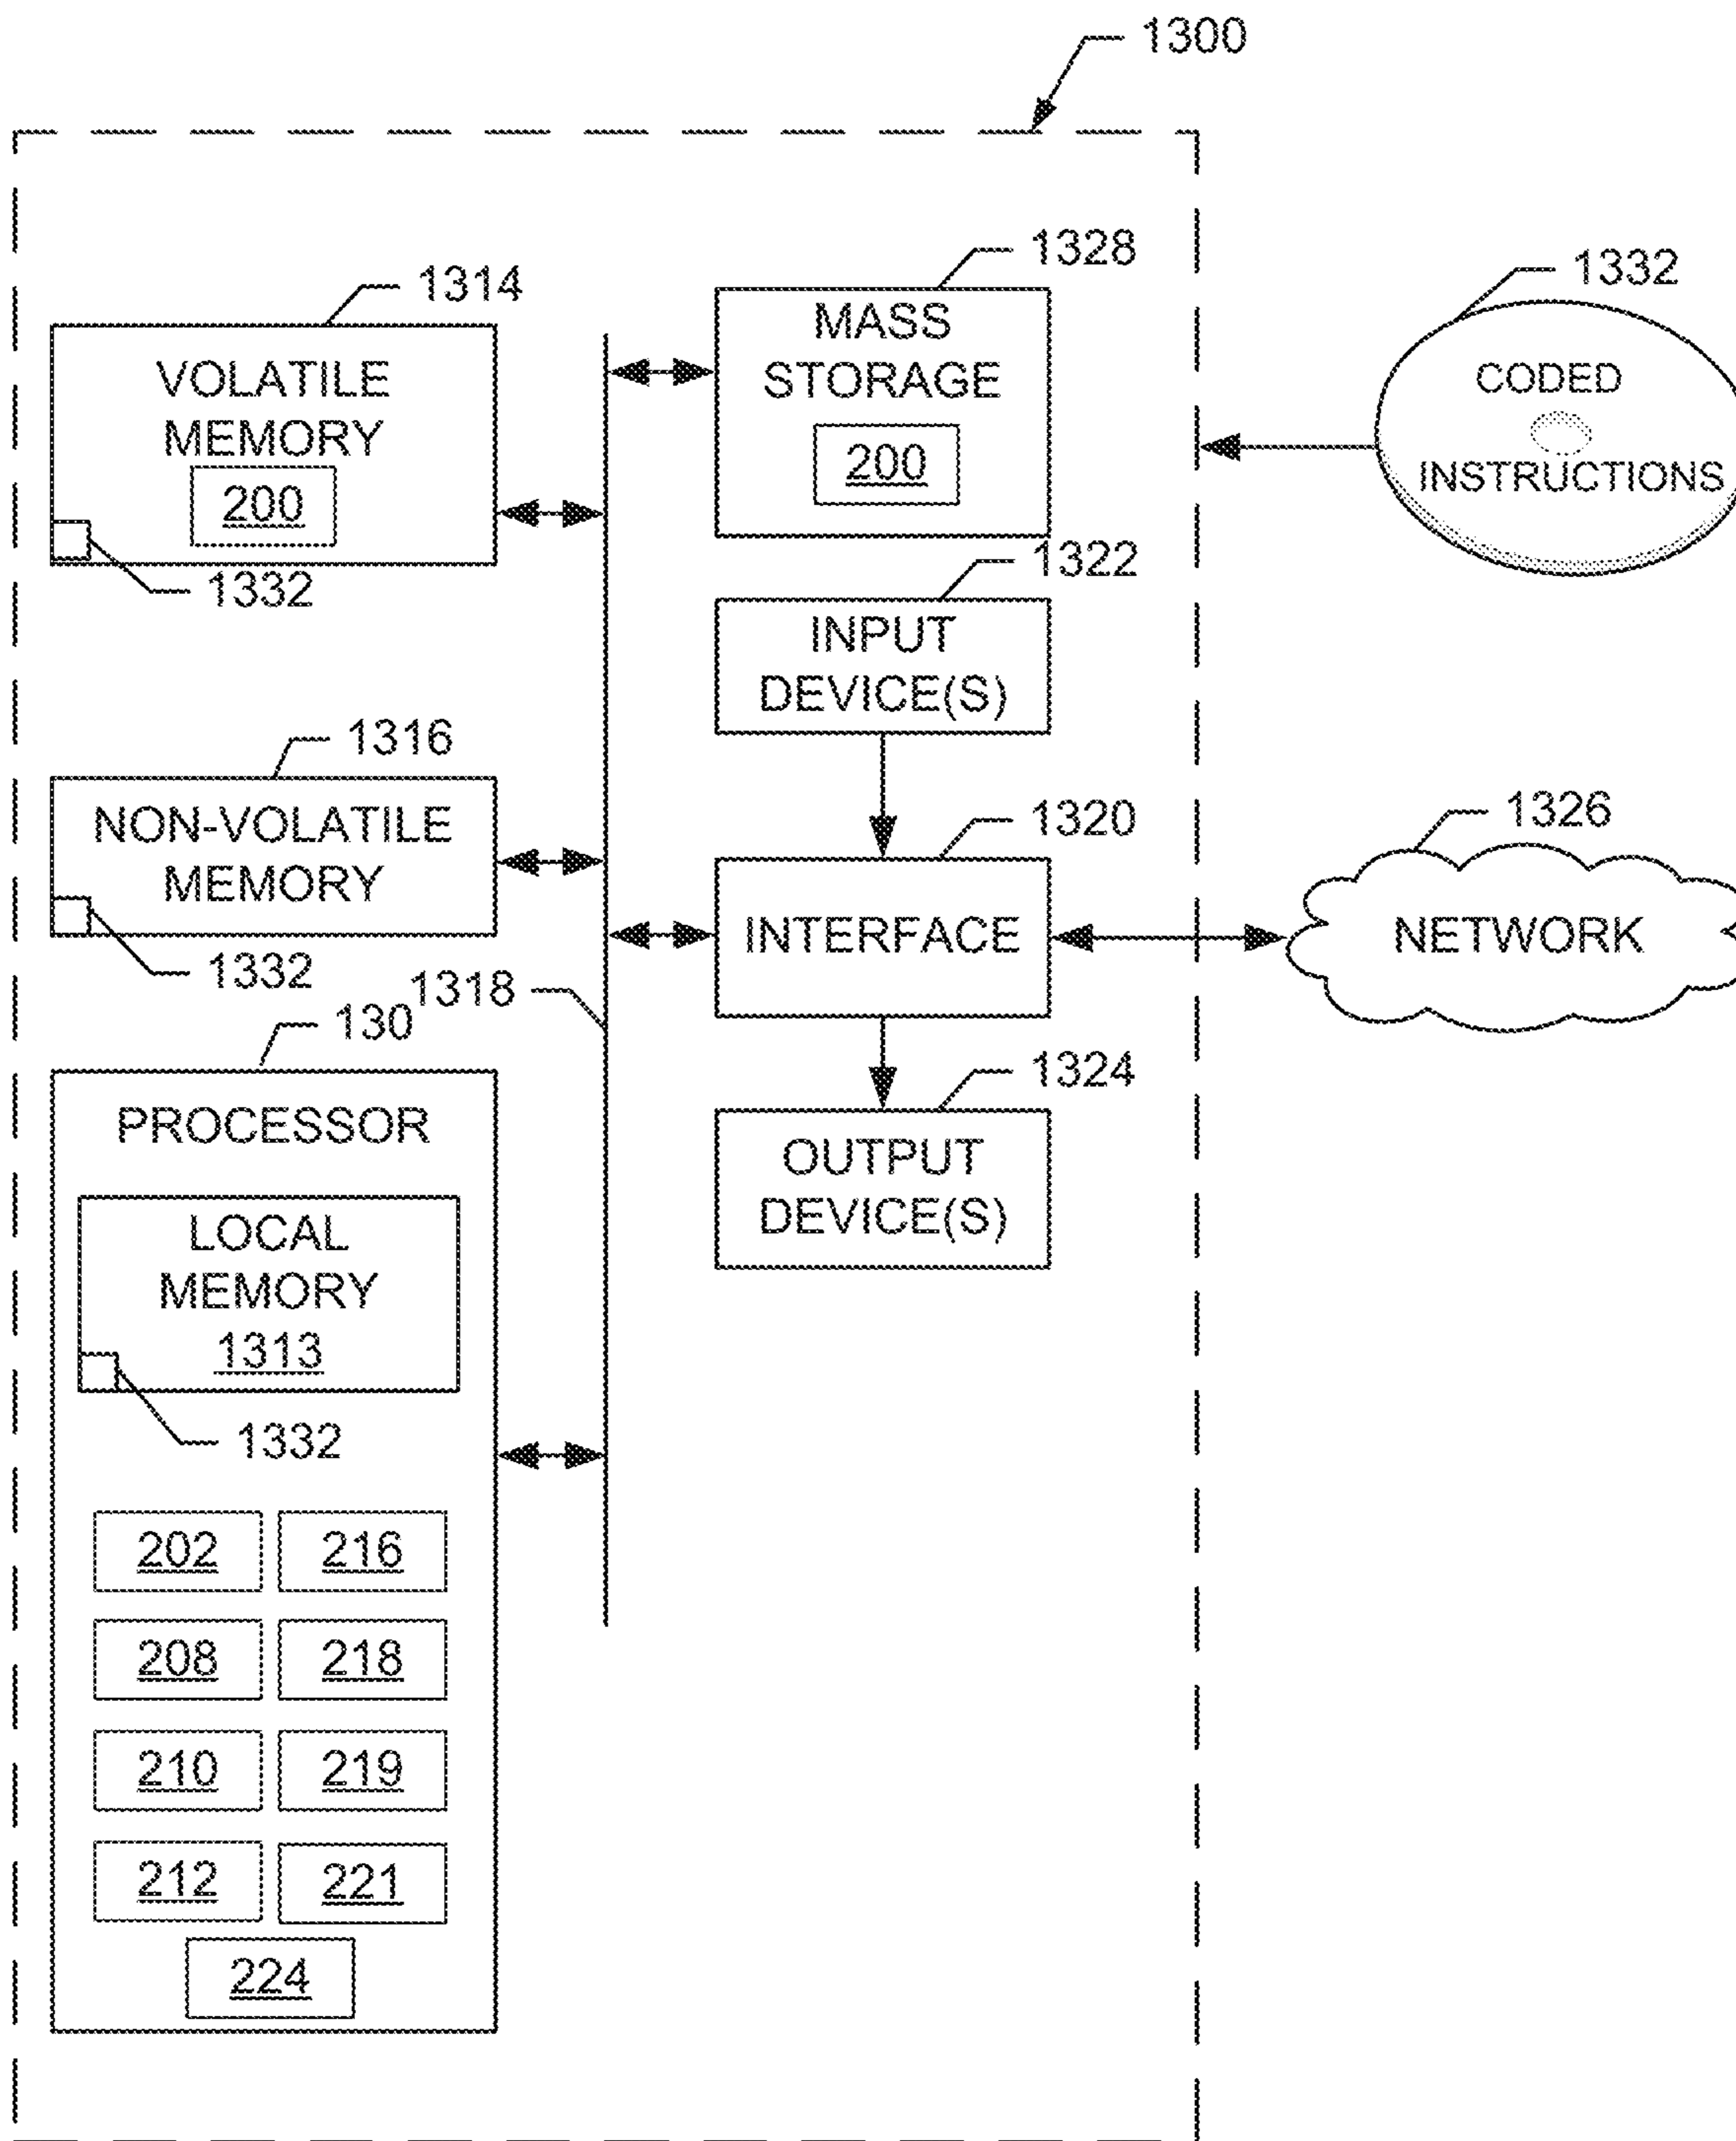 1300
1314
VOLATILE
MEMORY
200
1332
1328
MASS
STORAGE
200
1332
CODED
INSTRUCTIONS
1322
INPUT
DEVICE(S)
1316
NON-VOLATILE
MEMORY
1332
1318
1320
INTERFACE
1326
NETWORK
130
PROCESSOR
LOCAL
MEMORY
1313
1332
1324
OUTPUT
DEVICE(S)
202
216
208
218
210
219
212
221
224